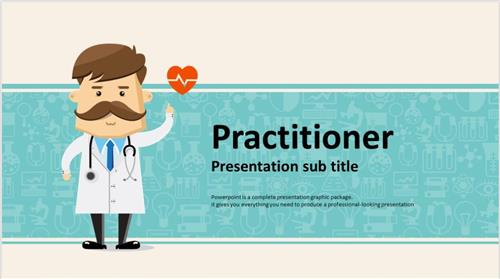 Practitioner
Presentation sub title
Powerpoint is a complete presentation graphic package.
it gives you everything you need to produce a professional-looking presentation